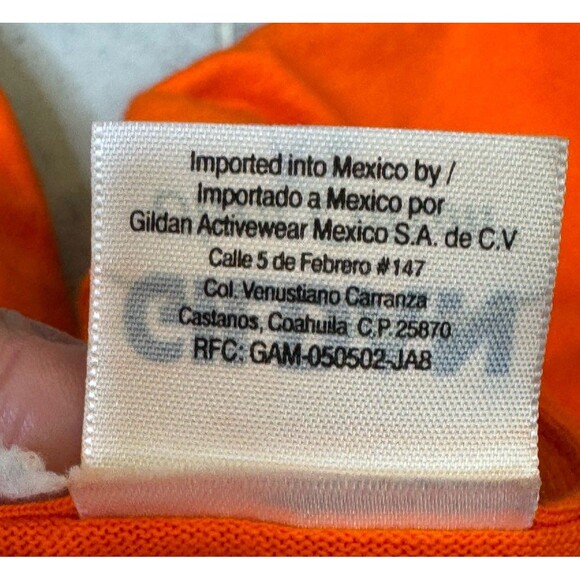 Imported into Mexico by /
Importado a Mexico por
Gildan Activewear Mexico S.A. de C.V
Calle 5 de Febrero #147
Col. Venustiano Carranza
Castanos, Coahuila C.P 25870
RFC: GAM-050502-JA8